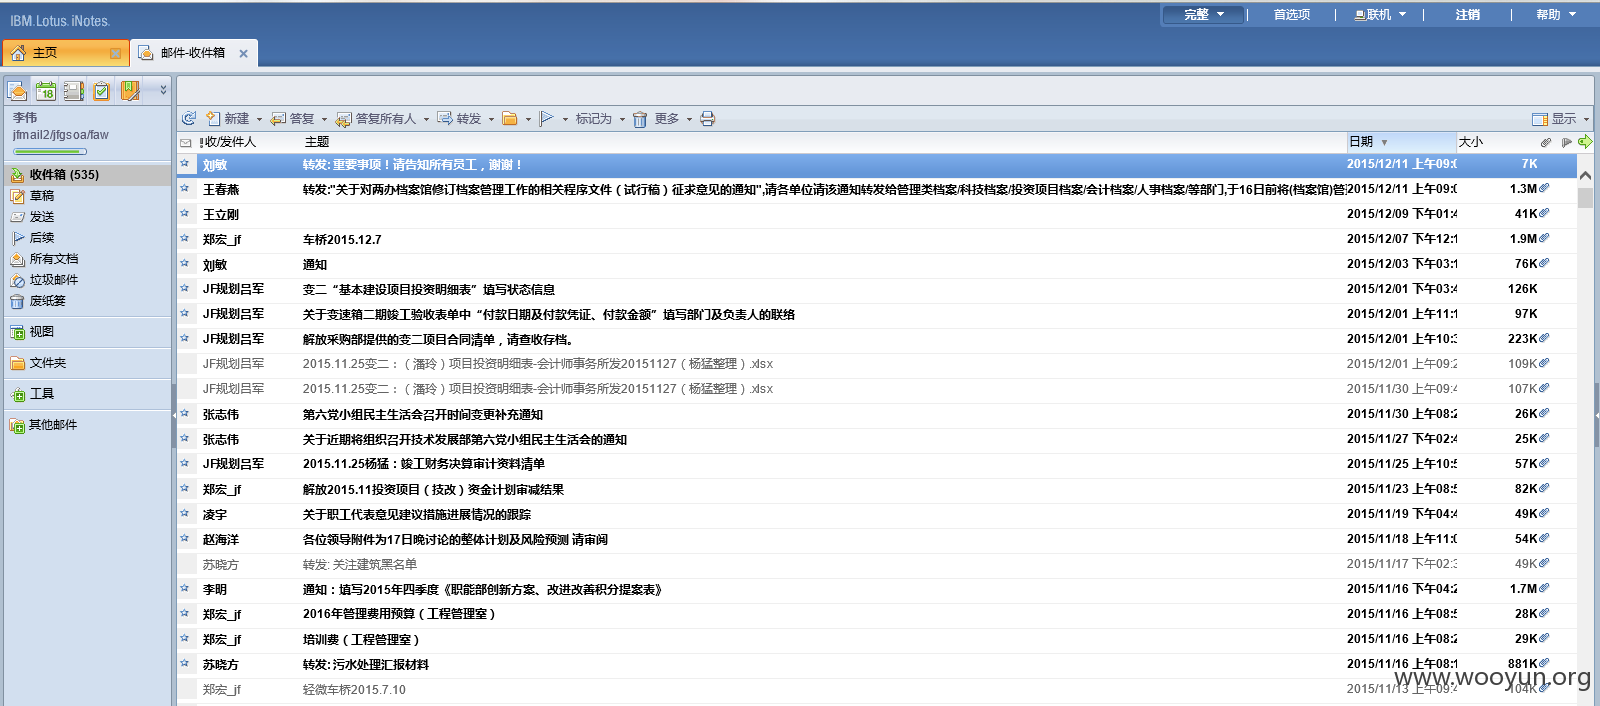 IBM.Lotus. iNotes.
完整 首选项 联机 注销 帮助
主页 邮件-收件箱
18
李伟
jfmail2/jfgsoa/faw
收件箱 (535)
草稿
发送
后续
所有文档
垃圾邮件
废纸篓
视图
文件夹
工具
其他邮件
新建 答复 答复所有人 转发 标记为 更多 显示
收/发件人 主题 日期 大小
刘敏 转发: 重要事项！请告知所有员工，谢谢！ 2015/12/11 上午09:0 7K
王春燕 转发:"关于对两办档案馆修订档案管理工作的相关程序文件（试行稿）征求意见的通知",请各单位请该通知转发给管理类档案/科技档案/投资项目档案/会计档案/人事档案/等部门,于16日前将(档案馆)管 2015/12/11 上午09:0 1.3M
王立刚 2015/12/09 下午01:4 41K
郑宏_jf 车桥2015.12.7 2015/12/07 下午12:1 1.9M
刘敏 通知 2015/12/03 下午03:1 76K
JF规划吕军 变二“基本建设项目投资明细表”填写状态信息 2015/12/01 下午03:4 126K
JF规划吕军 关于变速箱二期竣工验收表单中“付款日期及付款凭证、付款金额”填写部门及负责人的联络 2015/12/01 上午11:1 97K
JF规划吕军 解放采购部提供的变二项目合同清单，请查收存档。 2015/12/01 上午10:3 223K
JF规划吕军 2015.11.25变二：（潘玲）项目投资明细表-会计师事务所发20151127（杨猛整理）.xlsx 2015/12/01 上午09:2 109K
JF规划吕军 2015.11.25变二：（潘玲）项目投资明细表-会计师事务所发20151127（杨猛整理）.xlsx 2015/11/30 上午09:4 107K
张志伟 第六党小组民主生活会召开时间变更补充通知 2015/11/30 上午08:2 26K
张志伟 关于近期将组织召开技术发展部第六党小组民主生活会的通知 2015/11/27 下午02:4 25K
JF规划吕军 2015.11.25杨猛：竣工财务决算审计资料清单 2015/11/25 上午10:5 57K
郑宏_jf 解放2015.11投资项目（技改）资金计划审减结果 2015/11/23 上午08:5 82K
凌宇 关于职工代表意见建议措施进展情况的跟踪 2015/11/19 下午04:4 49K
赵海洋 各位领导附件为17日晚讨论的整体计划及风险预测 请审阅 2015/11/18 上午11:0 54K
苏晓方 转发: 关注建筑黑名单 2015/11/17 下午02:3 49K
李明 通知：填写2015年四季度《职能部创新方案、改进改善积分提案表》 2015/11/16 下午04:2 1.7M
郑宏_jf 2016年管理费用预算（工程管理室） 2015/11/16 上午08:5 28K
郑宏_jf 培训费（工程管理室） 2015/11/16 上午08:2 29K
苏晓方 转发: 污水处理汇报材料 2015/11/16 上午08:1 881K
郑宏_jf 轻微车桥2015.7.10 2015/11/13 上午09:4 104K
www.wooyun.org